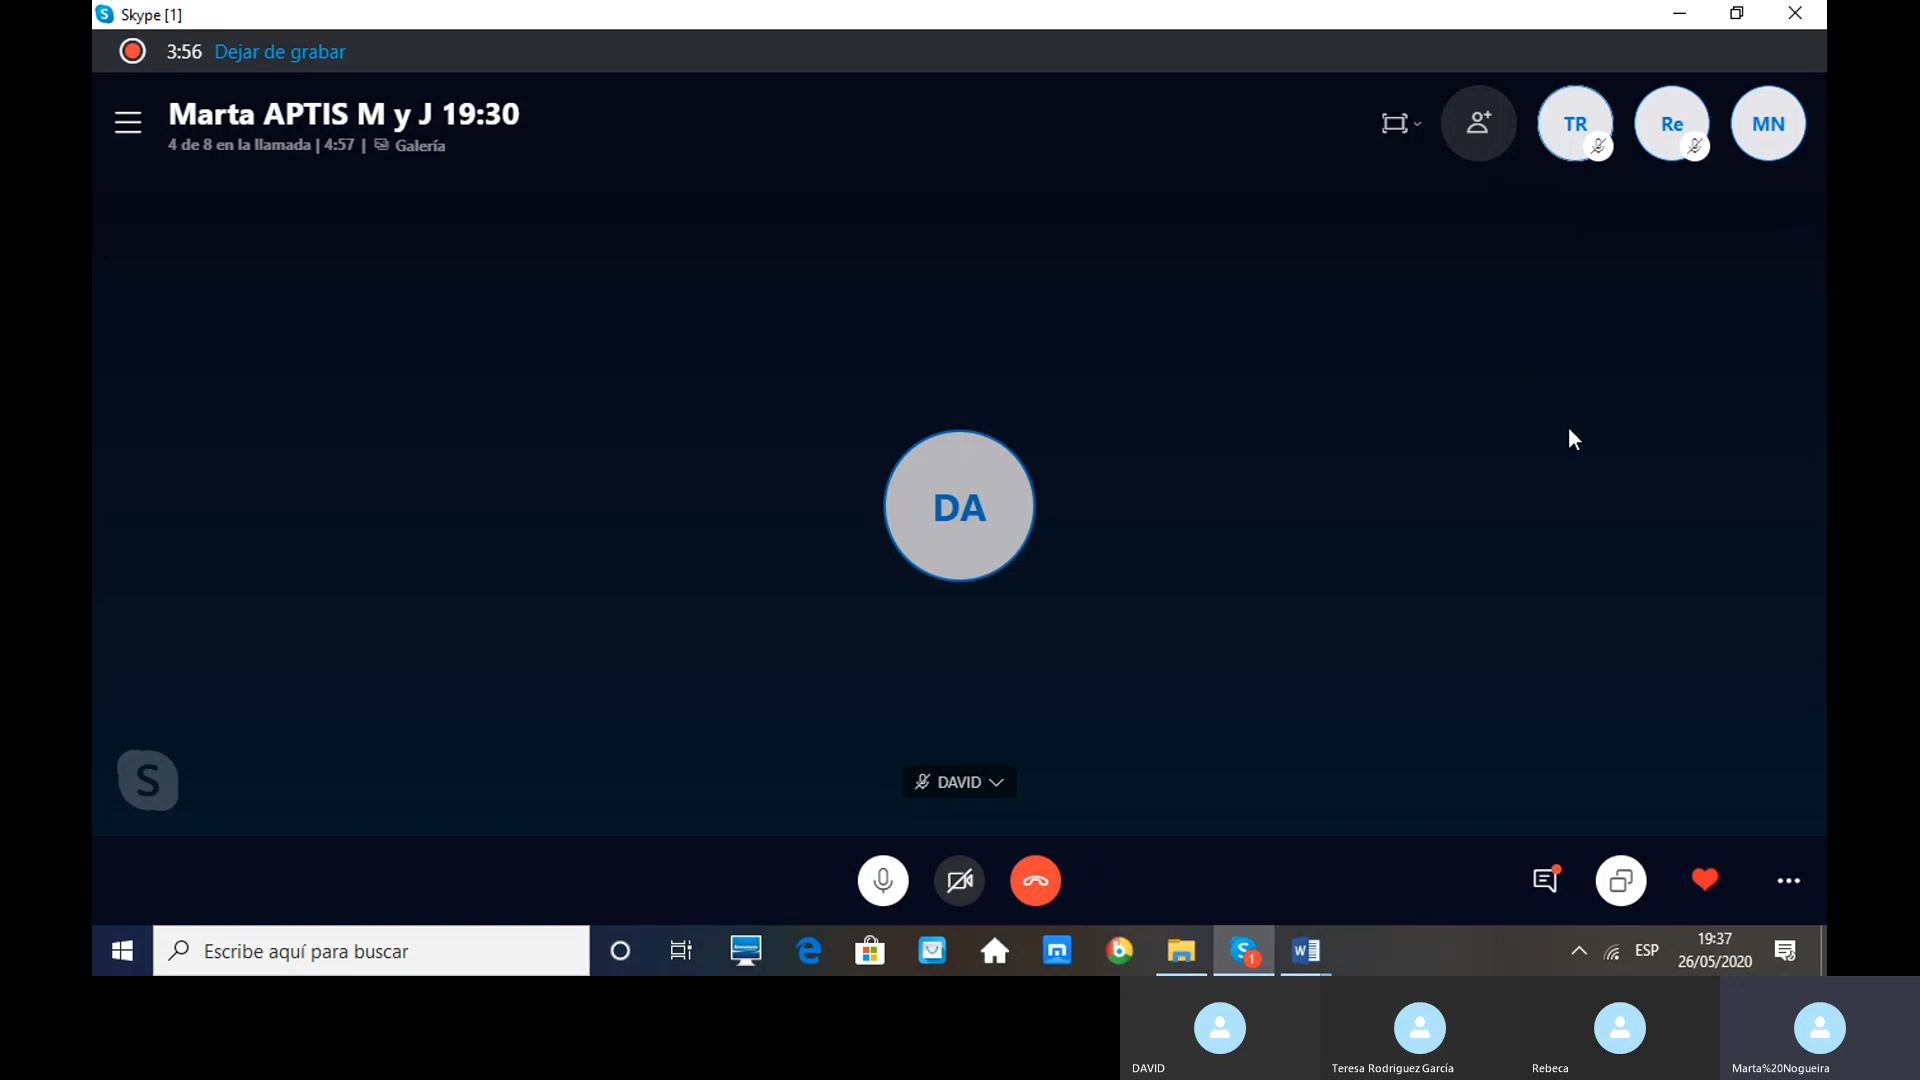 Skype [1]
3:56 Dejar de grabar
Marta APTIS M y J 19:30
4 de 8 en la llamada | 4:57 | Galería
TR
Re
MN
DA
S
DAVID
Escribe aquí para buscar
1
ESP
19:37
26/05/2020
DAVID
Teresa Rodriguez García
Rebeca
Marta%20Nogueira